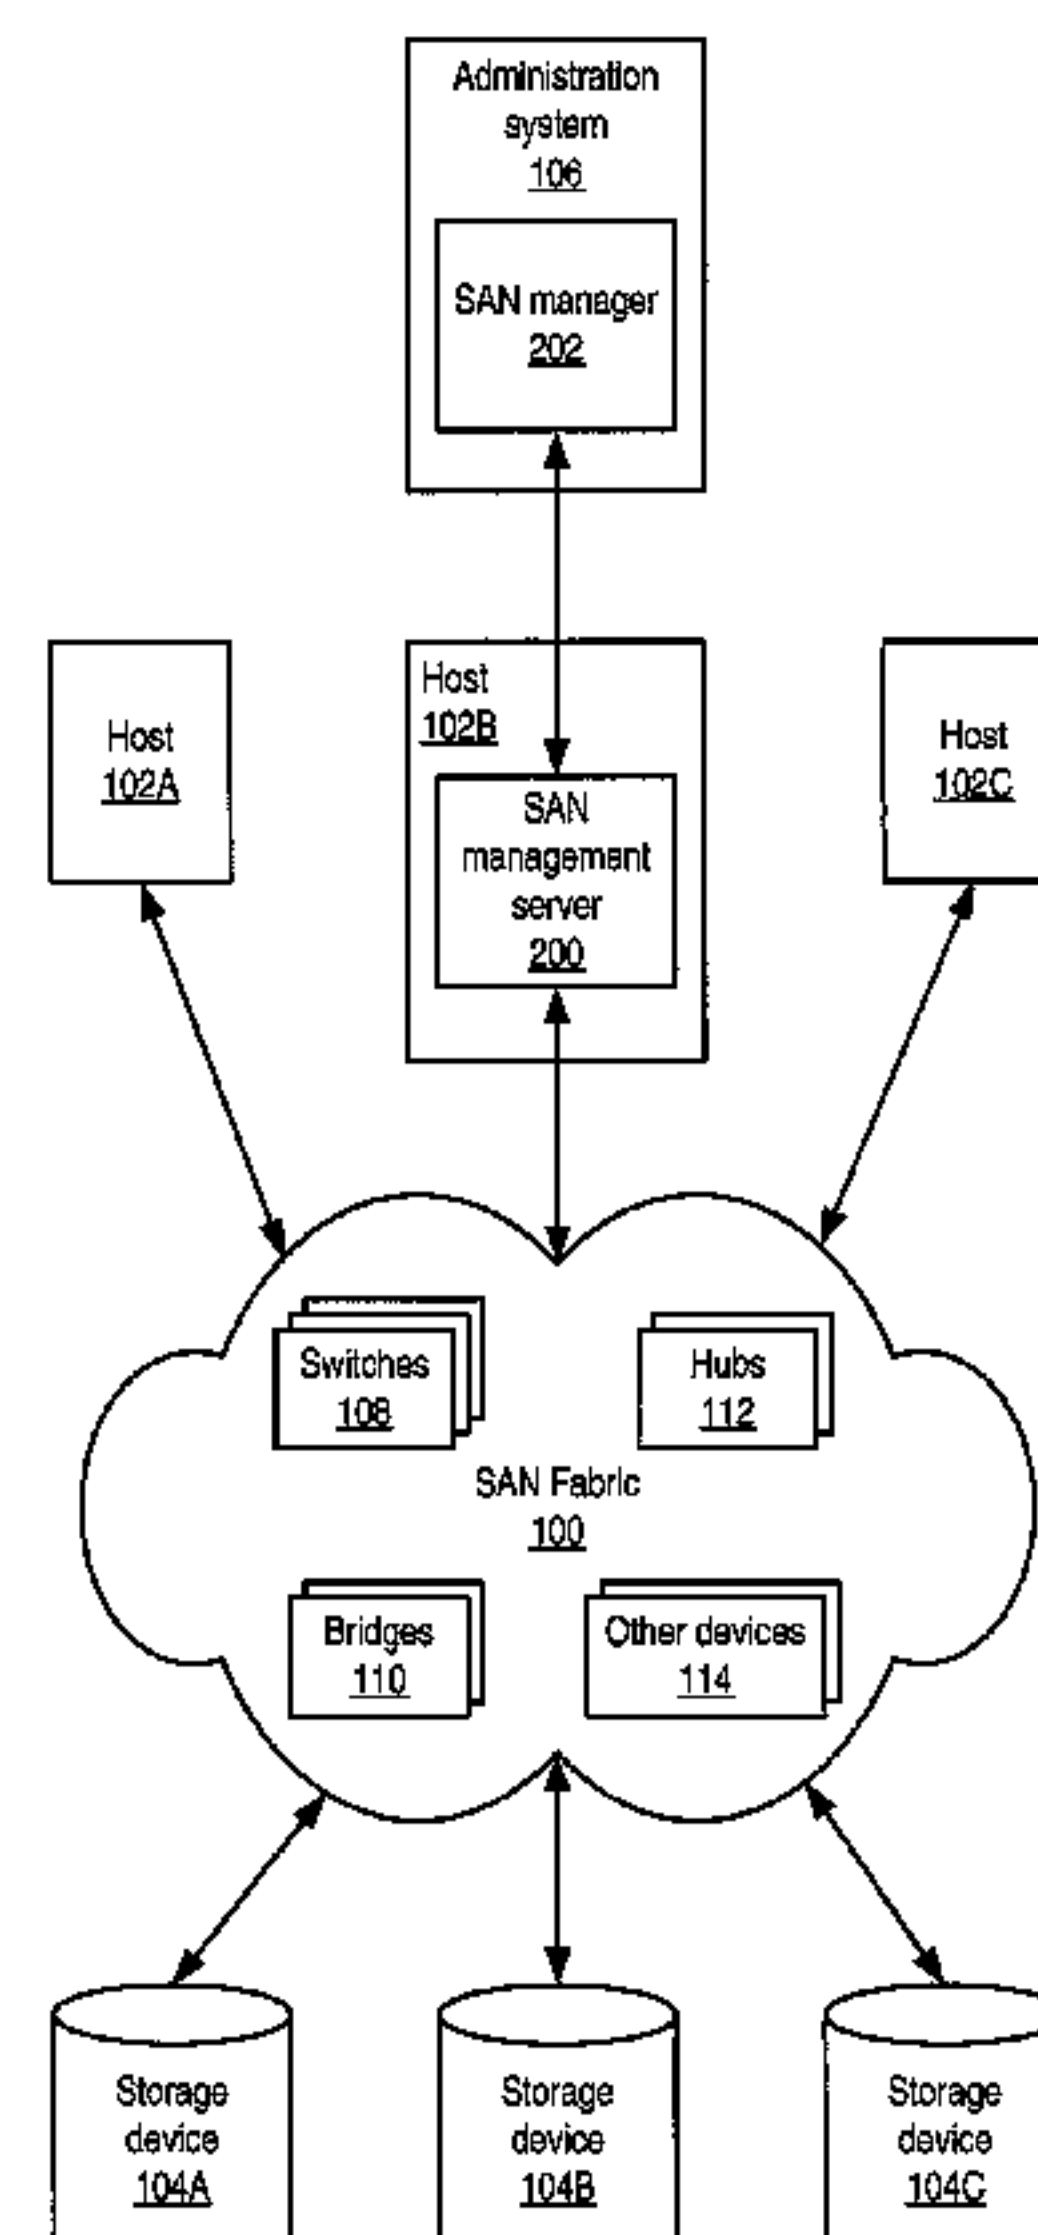 Administration
system
106
SAN manager
202
Host
102A
Host
102B
SAN
management
server
200
Host
102C
Switches
108
Hubs
112
SAN Fabric
100
Bridges
110
Other devices
114
Storage
device
104A
Storage
device
104B
Storage
device
104C